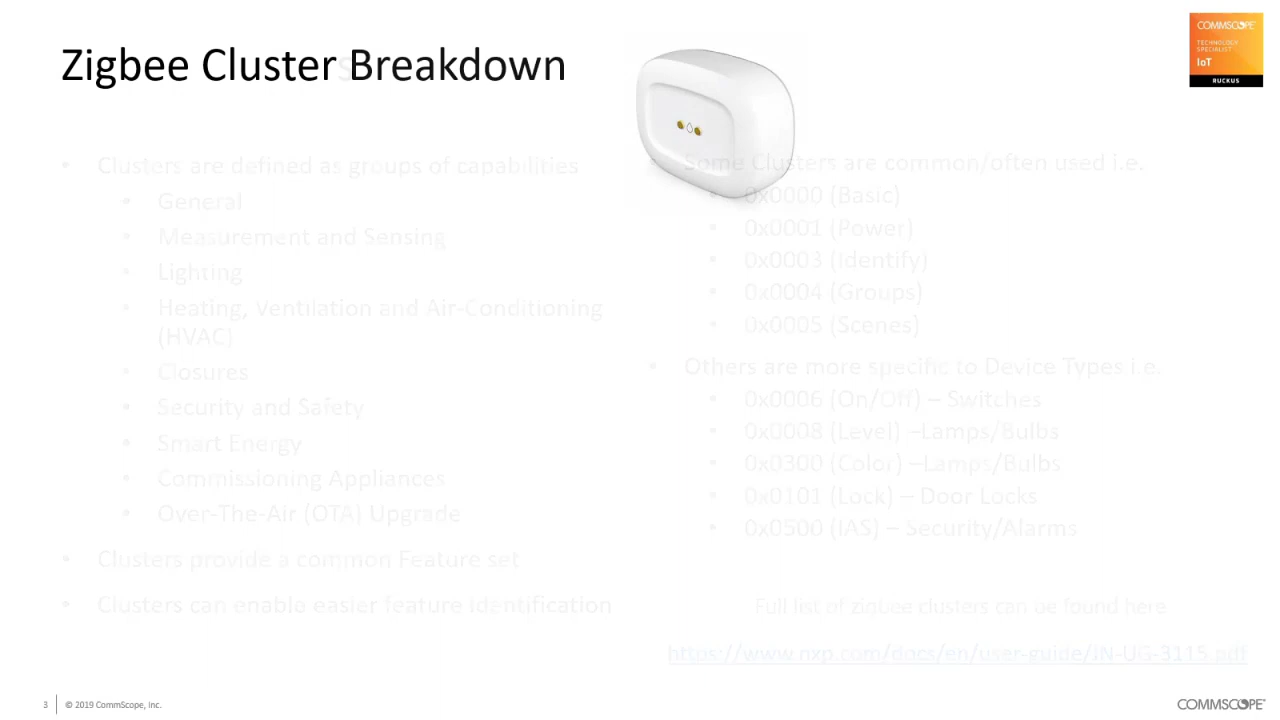 Zigbee Cluster Breakdown
COMMSCOPE
TECHNOLOGY
SPECIALIST
IoT
RUCKUS
• Clusters are defined as groups of capabilities
• General
• Measurement and Sensing
• Lighting
• Heating, Ventilation and Air-Conditioning
(HVAC)
• Closures
• Security and Safety
• Smart Energy
• Commissioning Appliances
• Over-The-Air (OTA) Upgrade
• Clusters provide a common Feature set
• Clusters can enable easier feature identification
• Some Clusters are common/often used i.e.
• 0x0000 (Basic)
• 0x0001 (Power)
• 0x0003 (Identify)
• 0x0004 (Groups)
• 0x0005 (Scenes)
• Others are more specific to Device Types i.e.
• 0x0006 (On/Off) – Switches
• 0x0008 (Level) –Lamps/Bulbs
• 0x0300 (Color) –Lamps/Bulbs
• 0x0101 (Lock) – Door Locks
• 0x0500 (IAS) – Security/Alarms
Full list of zigbee clusters can be found here
https://www.nxp.com/docs/en/user-guide/JN-UG-3115.pdf
3 © 2019 CommScope, Inc.
COMMSCOPE